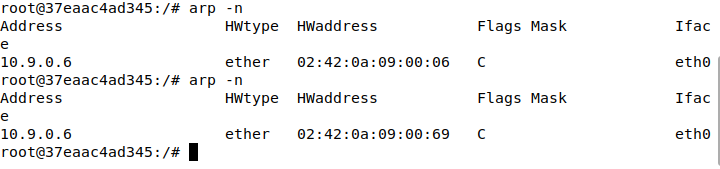 root@37eaac4ad345:/# arp -n
Address                  HWtype  HWaddress           Flags Mask            Ifac
e
10.9.0.6                 ether   02:42:0a:09:00:06   C                     eth0
root@37eaac4ad345:/# arp -n
Address                  HWtype  HWaddress           Flags Mask            Ifac
e
10.9.0.6                 ether   02:42:0a:09:00:69   C                     eth0
root@37eaac4ad345:/#